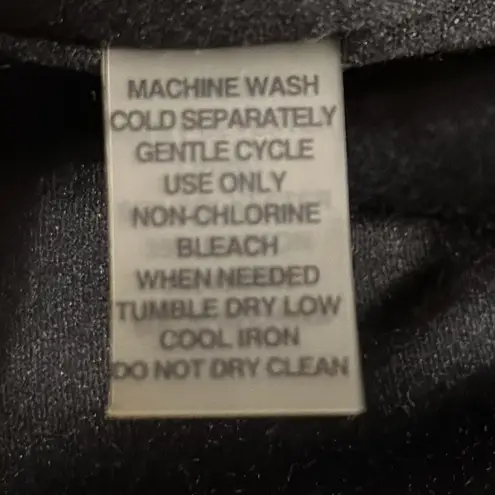 MACHINE WASH
COLD SEPARATELY
GENTLE CYCLE
USE ONLY
NON-CHLORINE
BLEACH
WHEN NEEDED
TUMBLE DRY LOW
COOL IRON
DO NOT DRY CLEAN